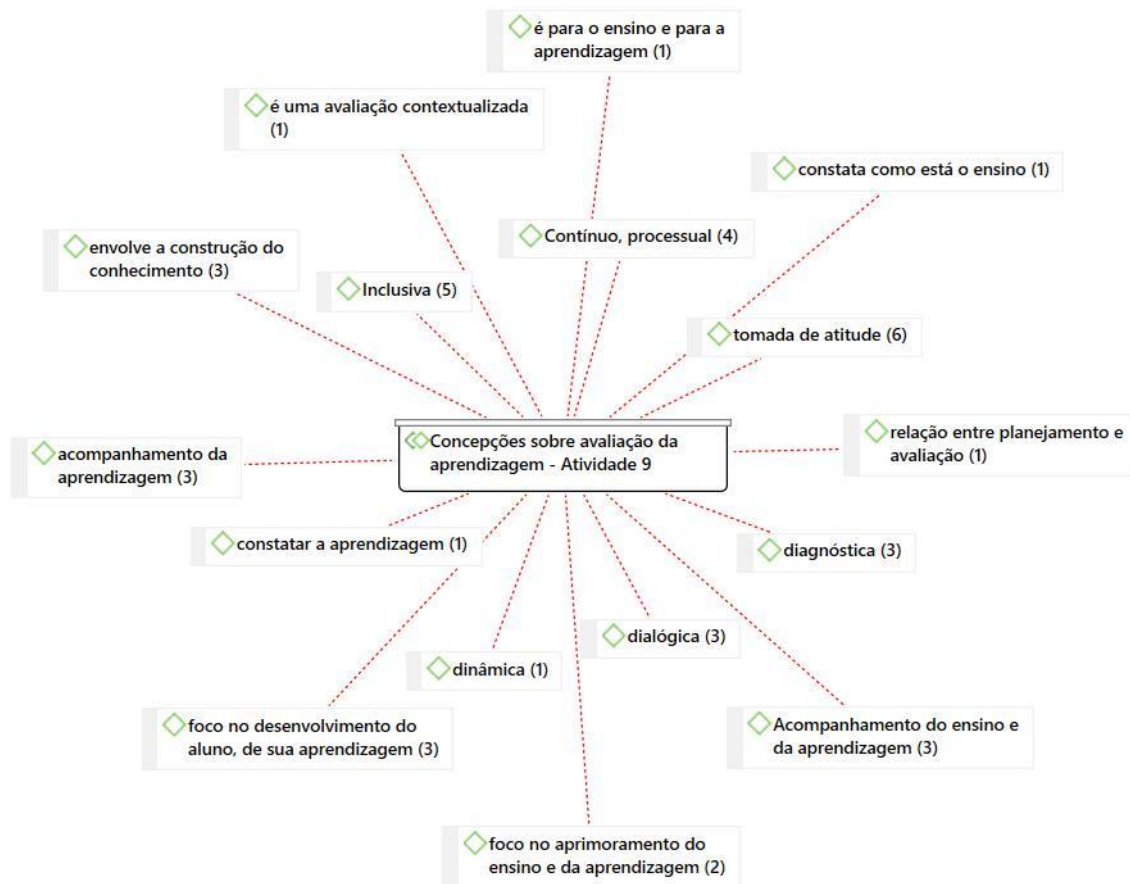 é para o ensino e para a
aprendizagem (1)
é uma avaliação contextualizada
(1)
constata como está o ensino (1)
Contínuo, processual (4)
envolve a construção do
conhecimento (3)
Inclusiva (5)
tomada de atitude (6)
Concepções sobre avaliação da
aprendizagem - Atividade 9
relação entre planejamento e
avaliação (1)
acompanhamento da
aprendizagem (3)
constatar a aprendizagem (1)
diagnóstica (3)
dialógica (3)
dinâmica (1)
foco no desenvolvimento do
aluno, de sua aprendizagem (3)
Acompanhamento do ensino e
da aprendizagem (3)
foco no aprimoramento do
ensino e da aprendizagem (2)